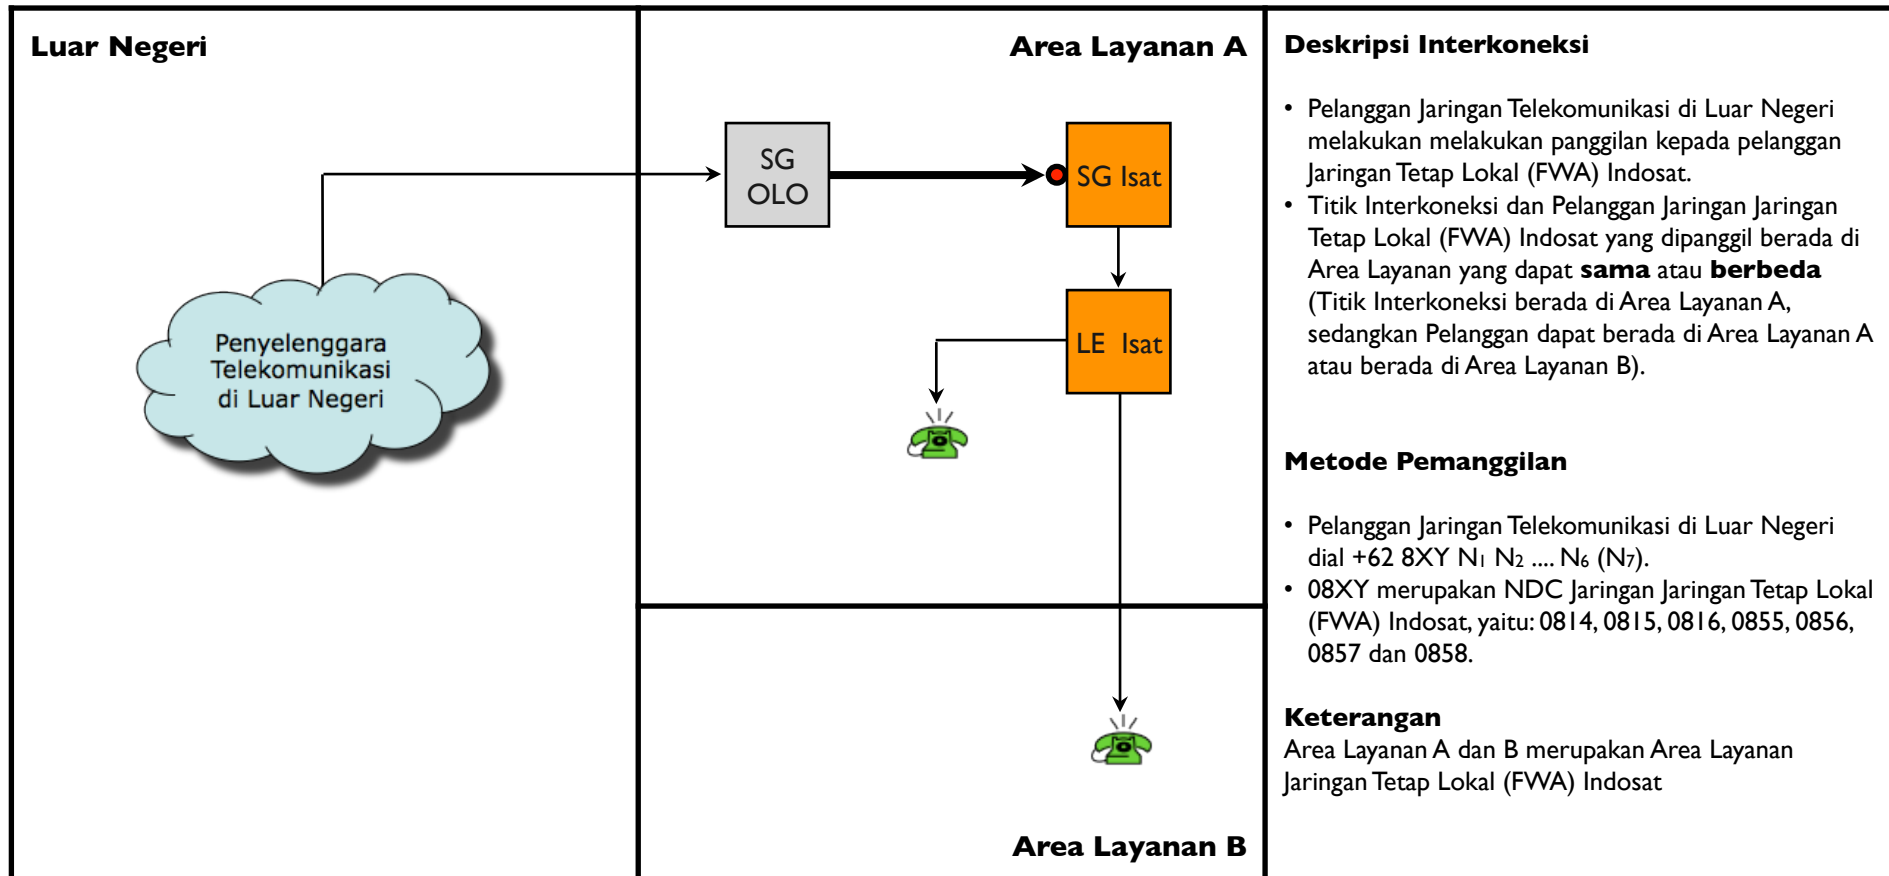 Luar Negeri
Penyelenggara
Telekomunikasi
di Luar Negeri
Area Layanan A
SG
OLO
SG Isat
LE Isat
Area Layanan B
Deskripsi Interkoneksi
• Pelanggan Jaringan Telekomunikasi di Luar Negeri
melakukan melakukan panggilan kepada pelanggan
Jaringan Tetap Lokal (FWA) Indosat.
• Titik Interkoneksi dan Pelanggan Jaringan Jaringan
Tetap Lokal (FWA) Indosat yang dipanggil berada di
Area Layanan yang dapat sama atau berbeda
(Titik Interkoneksi berada di Area Layanan A,
sedangkan Pelanggan dapat berada di Area Layanan A
atau berada di Area Layanan B).
Metode Pemanggilan
• Pelanggan Jaringan Telekomunikasi di Luar Negeri
dial +62 8XY N₁ N₂ .... N₆ (N₇).
• 08XY merupakan NDC Jaringan Jaringan Tetap Lokal
(FWA) Indosat, yaitu: 0814, 0815, 0816, 0855, 0856,
0857 dan 0858.
Keterangan
Area Layanan A dan B merupakan Area Layanan
Jaringan Tetap Lokal (FWA) Indosat